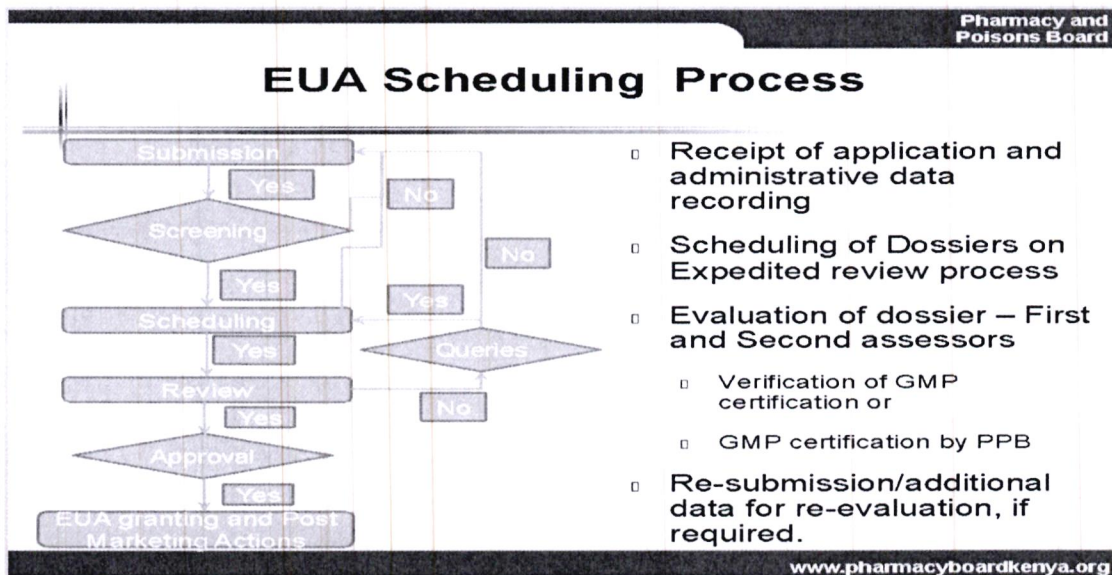 Pharmacy and
Poisons Board
EUA Scheduling Process
Submission
Yes
No
Screening
No
Yes
Yes
Scheduling
Yes
Queries
Review
No
Yes
Approval
Yes
EUA granting and Post
Marketing Actions
Receipt of application and
administrative data
recording
Scheduling of Dossiers on
Expedited review process
Evaluation of dossier – First
and Second assessors
Verification of GMP
certification or
GMP certification by PPB
Re-submission/additional
data for re-evaluation, if
required.
www.pharmacyboardkenya.org